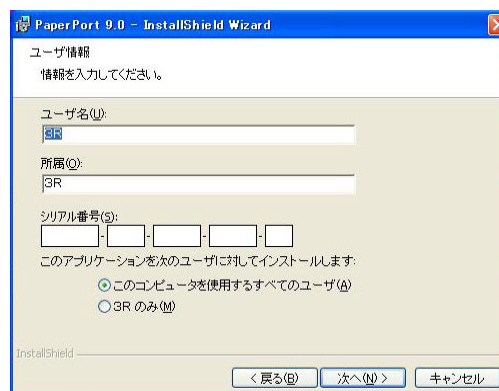 PaperPort 9.0 - InstallShield Wizard
ユーザ情報
情報を入力してください。
ユーザ名(U):
3R
所属(O):
3R
シリアル番号(S):
- - - -
このアプリケーションを次のユーザに対してインストールします:
このコンピュータを使用するすべてのユーザ(A)
3R のみ(M)
InstallShield
< 戻る(B) 次へ(N) > キャンセル